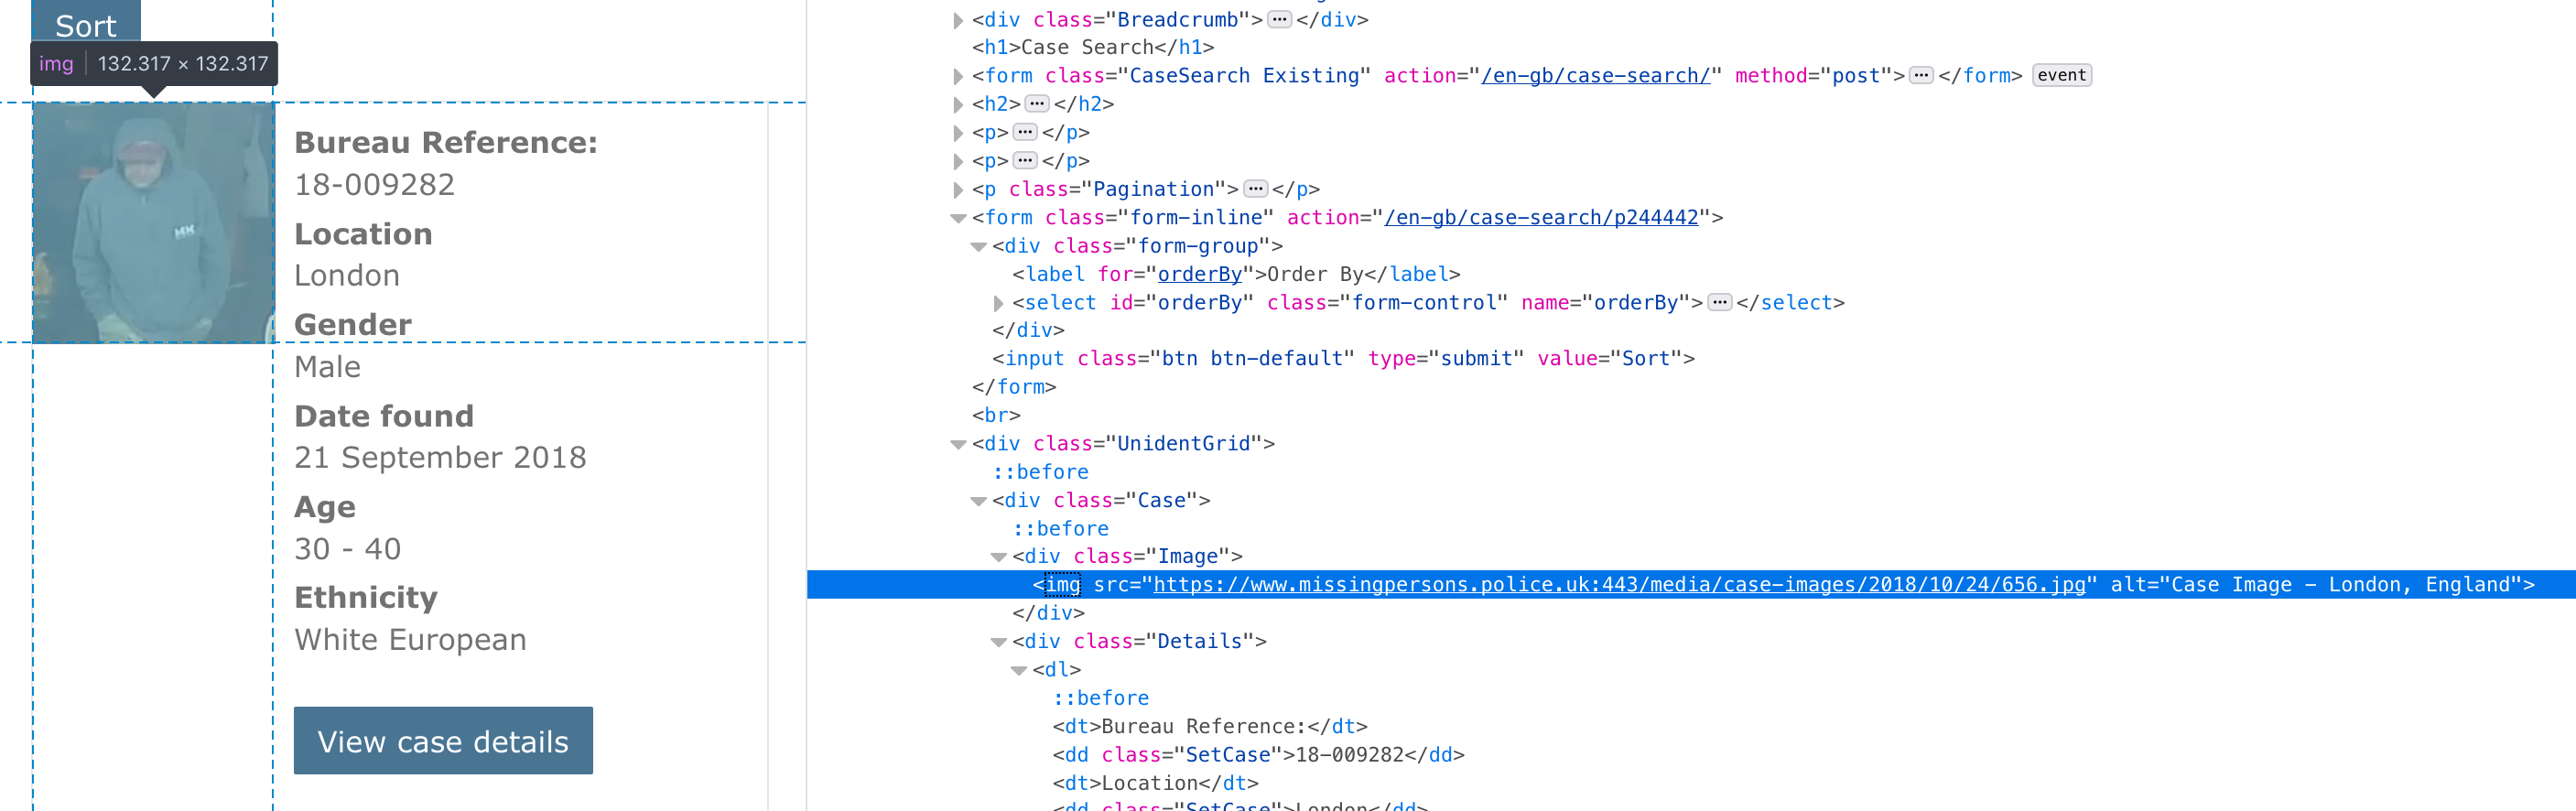 Sort
img 132.317 × 132.317
MK
Bureau Reference:
18-009282
Location
London
Gender
Male
Date found
21 September 2018
Age
30 - 40
Ethnicity
White European
View case details
<div class="Breadcrumb">···</div>
<h1>Case Search</h1>
<form class="CaseSearch Existing" action="/en-gb/case-search/" method="post">···</form> event
<h2>···</h2>
<p>···</p>
<p>···</p>
<p class="Pagination">···</p>
<form class="form-inline" action="/en-gb/case-search/p244442">
<div class="form-group">
<label for="orderBy">Order By</label>
<select id="orderBy" class="form-control" name="orderBy">···</select>
</div>
<input class="btn btn-default" type="submit" value="Sort">
</form>
<br>
<div class="UnidentGrid">
::before
<div class="Case">
::before
<div class="Image">
<img src="https://www.missingpersons.police.uk:443/media/case-images/2018/10/24/656.jpg" alt="Case Image - London, England">
</div>
<div class="Details">
<dl>
::before
<dt>Bureau Reference:</dt>
<dd class="SetCase">18-009282</dd>
<dt>Location</dt>
<dd class="SetCase">London</dd>